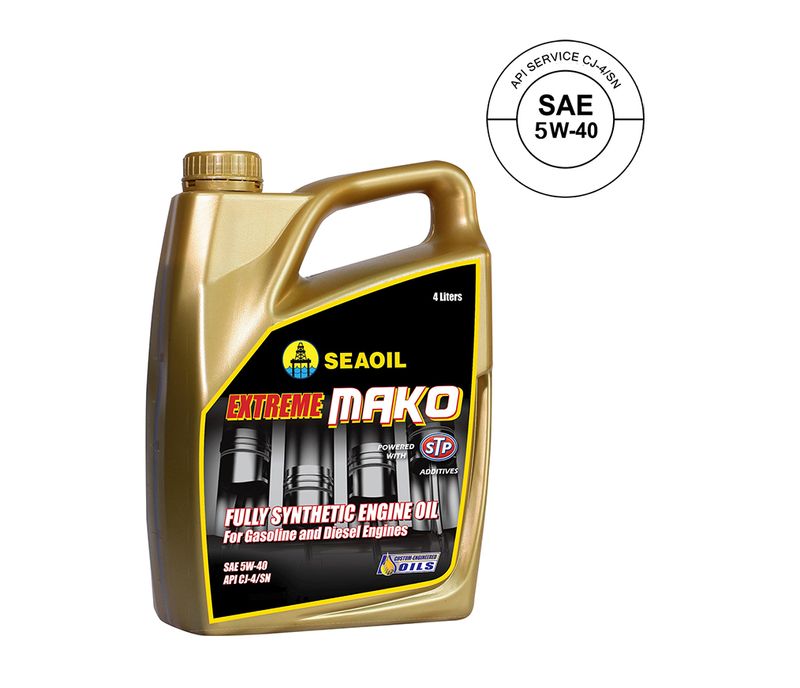 API SERVICE CJ-4/SN
SAE
5W-40
4 Liters
SEAOIL
EXTREME MAKO
POWERED
WITH
STP
ADDITIVES
FULLY SYNTHETIC ENGINE OIL
For Gasoline and Diesel Engines
SAE 5W-40
API CJ-4/SN
CUSTOM-ENGINEERED
OILS